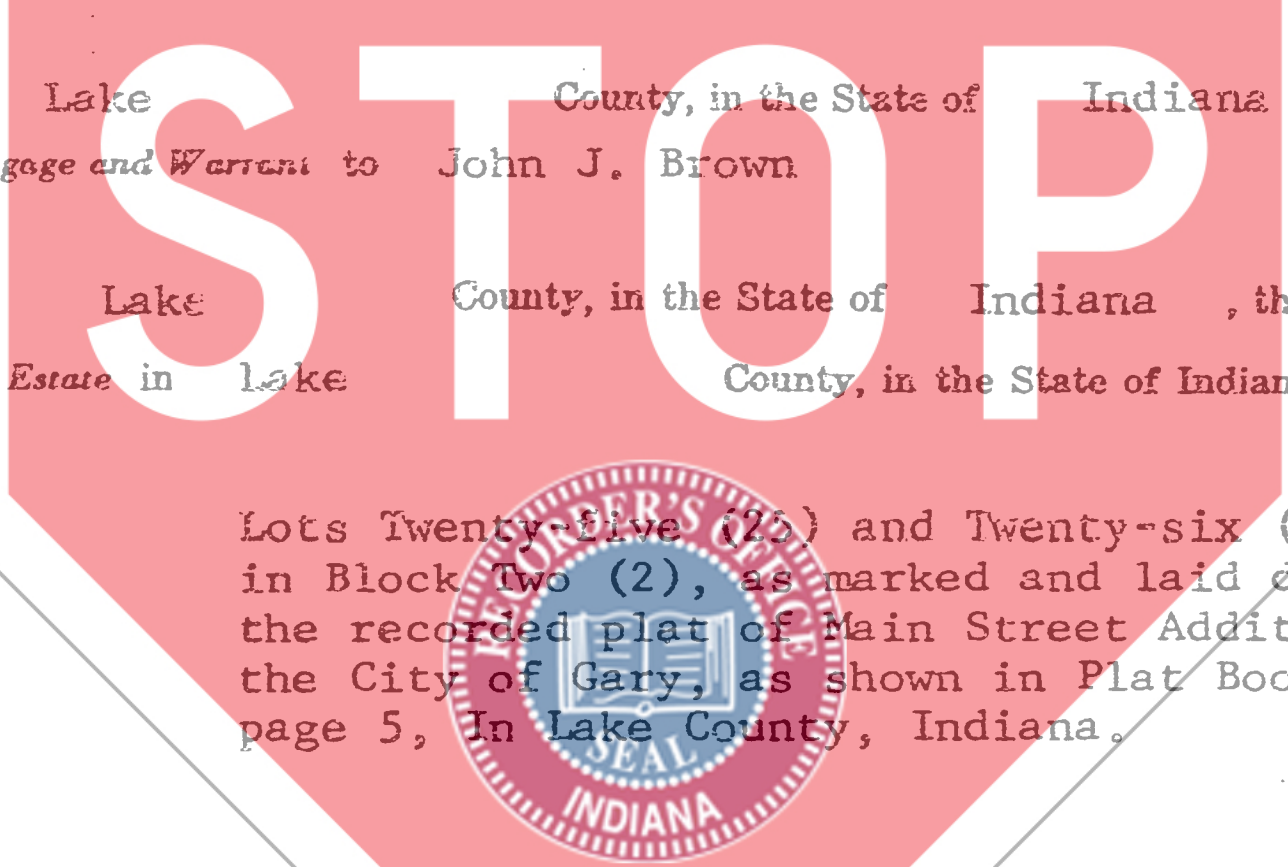 STOP
Lake County, in the State of Indiana
gage and Warrant to John J. Brown
Lake County, in the State of Indiana , th
Estate in Lake County, in the State of Indian
Lots Twenty-five (25) and Twenty-six (
in Block Two (2), as marked and laid
the recorded plat of Main Street Addit
the City of Gary, as shown in Plat Boo
page 5, In Lake County, Indiana.
RECORDER'S OFFICE
SEAL
INDIANA